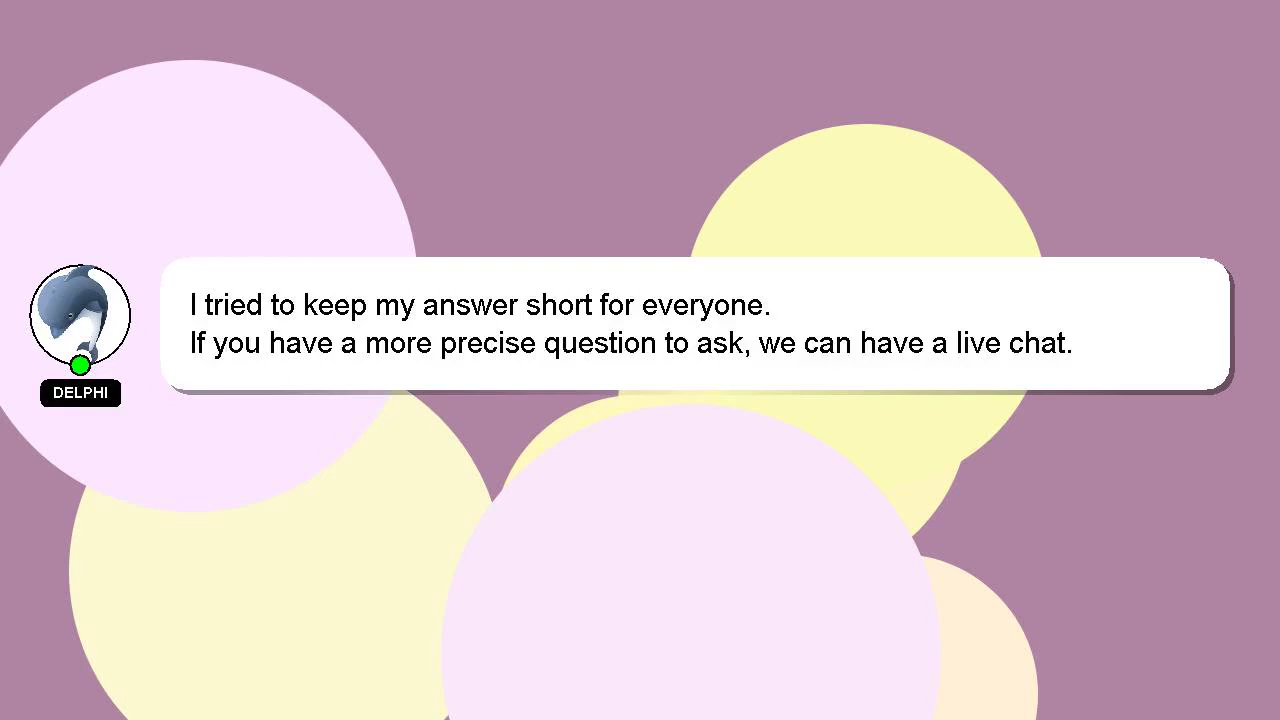 I tried to keep my answer short for everyone.
If you have a more precise question to ask, we can have a live chat.
DELPHI